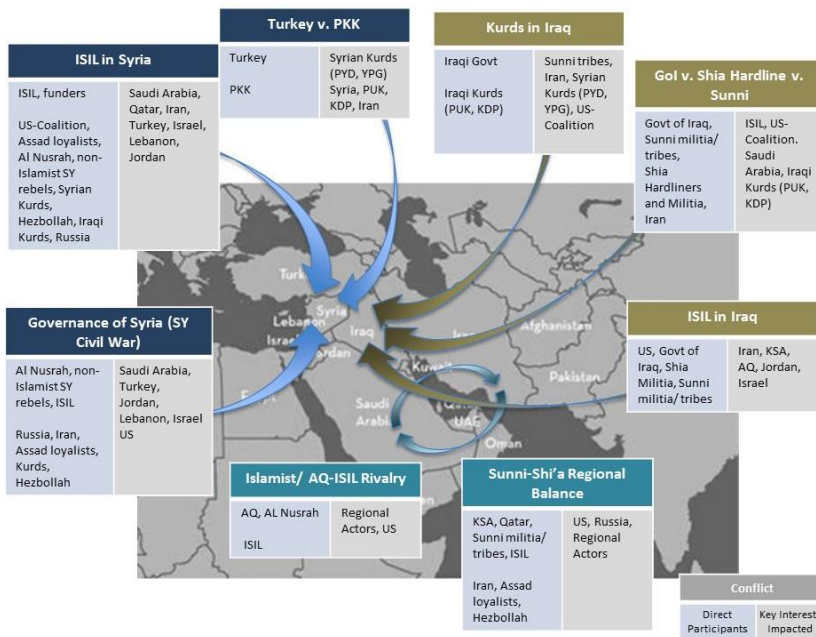 Turkey v. PKK
Turkey
PKK
Syrian Kurds
(PYD, YPG)
Syria, PUK,
KDP, Iran
Kurds in Iraq
Iraqi Govt
Iraqi Kurds
(PUK, KDP)
Sunni tribes,
Iran, Syrian
Kurds (PYD,
YPG), US-
Coalition
ISIL in Syria
ISIL, funders
US-Coalition,
Assad loyalists,
Al Nusrah, non-
Islamist SY
rebels, Syrian
Kurds,
Hezbollah, Iraqi
Kurds, Russia
Saudi Arabia,
Qatar, Iran,
Turkey, Israel,
Lebanon,
Jordan
GoI v. Shia Hardline v.
Sunni
Govt of Iraq,
Sunni militia/
tribes,
Shia
Hardliners
and Militia,
Iran
ISIL, US-
Coalition.
Saudi
Arabia, Iraqi
Kurds (PUK,
KDP)
Turk
Syria
Lebanon
Israe
Jordan
Iraq
Iran
Afghanistan
Kuwait
Pakistan
Egypt
Saudi
Arabi
Qatar
UAE
Oman
Governance of Syria (SY
Civil War)
Al Nusrah, non-
Islamist SY
rebels, ISIL
Russia, Iran,
Assad loyalists,
Kurds,
Hezbollah
Saudi Arabia,
Turkey,
Jordan,
Lebanon, Israel
US
ISIL in Iraq
US, Govt of
Iraq, Shia
Militia, Sunni
militia/ tribes
Iran, KSA,
AQ, Jordan,
Israel
Islamist/ AQ-ISIL Rivalry
AQ, AL Nusrah
ISIL
Regional
Actors, US
Sunni-Shi'a Regional
Balance
KSA, Qatar,
Sunni militia/
tribes, ISIL
Iran, Assad
loyalists,
Hezbollah
US, Russia,
Regional
Actors
Conflict
Direct
Participants
Key Interest
Impacted